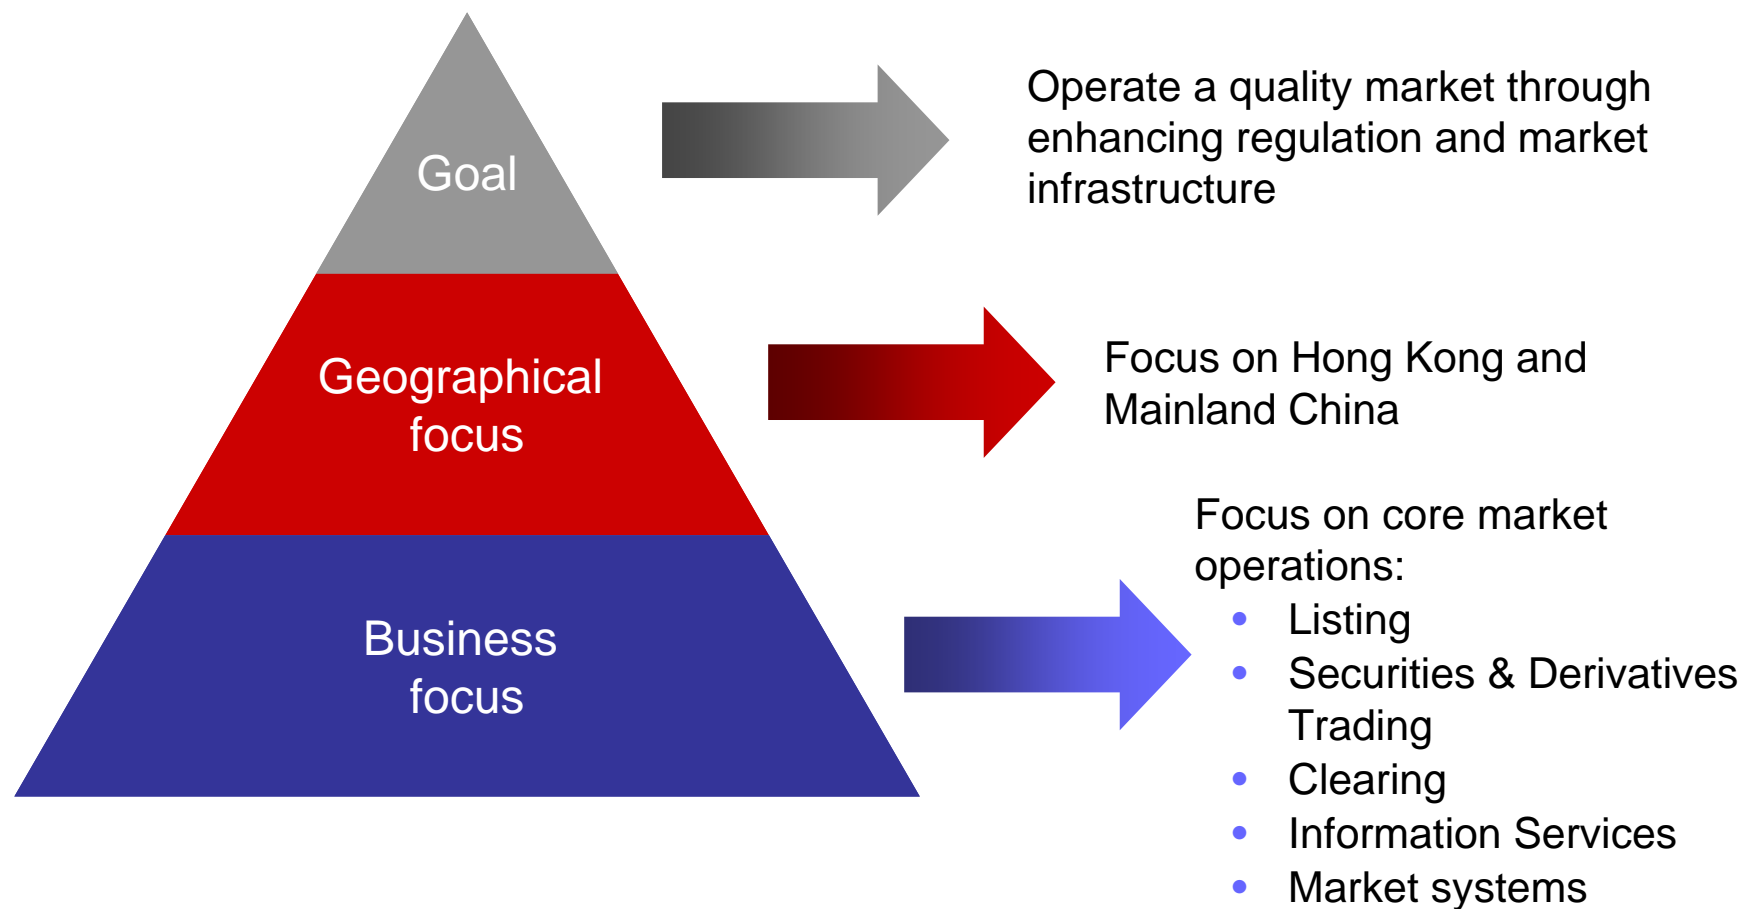 Goal
Operate a quality market through
enhancing regulation and market
infrastructure
Geographical
focus
Focus on Hong Kong and
Mainland China
Business
focus
Focus on core market
operations:
• Listing
• Securities & Derivatives
Trading
• Clearing
• Information Services
• Market systems